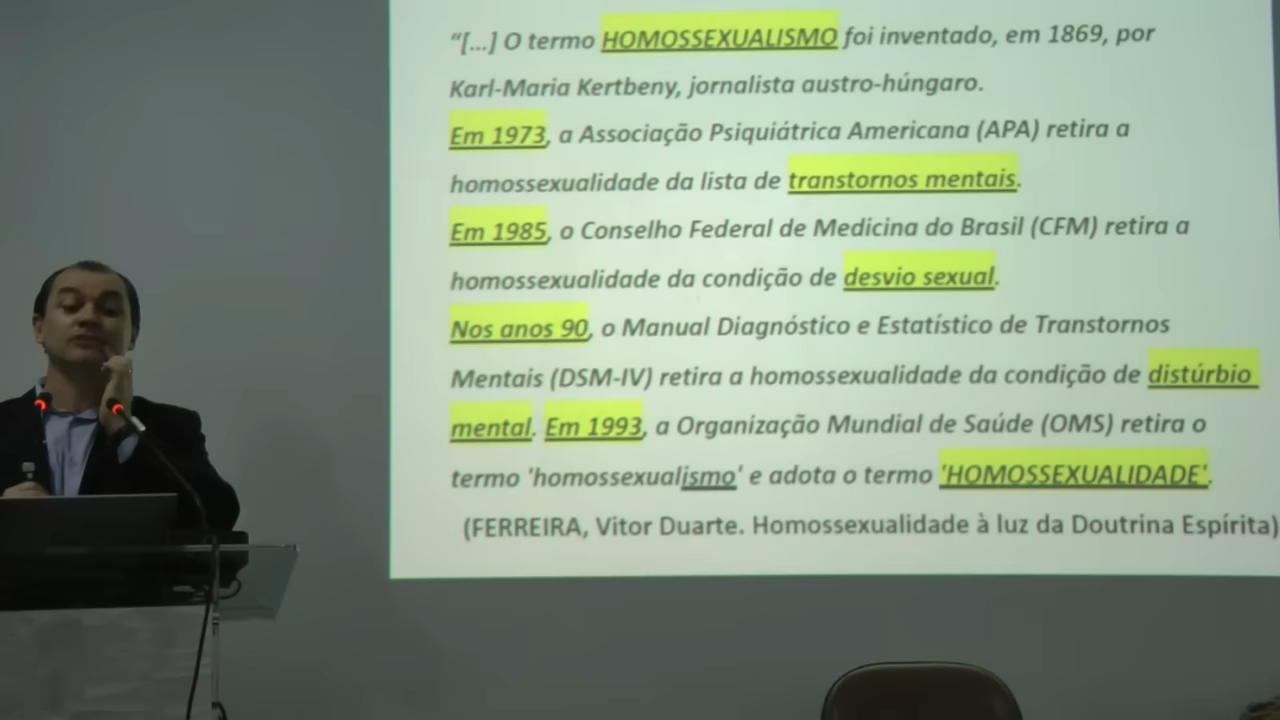 “[...] O termo HOMOSSEXUALISMO foi inventado, em 1869, por
Karl-Maria Kertbeny, jornalista austro-húngaro.
Em 1973, a Associação Psiquiátrica Americana (APA) retira a
homossexualidade da lista de transtornos mentais.
Em 1985, o Conselho Federal de Medicina do Brasil (CFM) retira a
homossexualidade da condição de desvio sexual.
Nos anos 90, o Manual Diagnóstico e Estatístico de Transtornos
Mentais (DSM-IV) retira a homossexualidade da condição de distúrbio
mental. Em 1993, a Organização Mundial de Saúde (OMS) retira o
termo 'homossexualismo' e adota o termo 'HOMOSSEXUALIDADE'.
(FERREIRA, Vitor Duarte. Homossexualidade à luz da Doutrina Espírita)